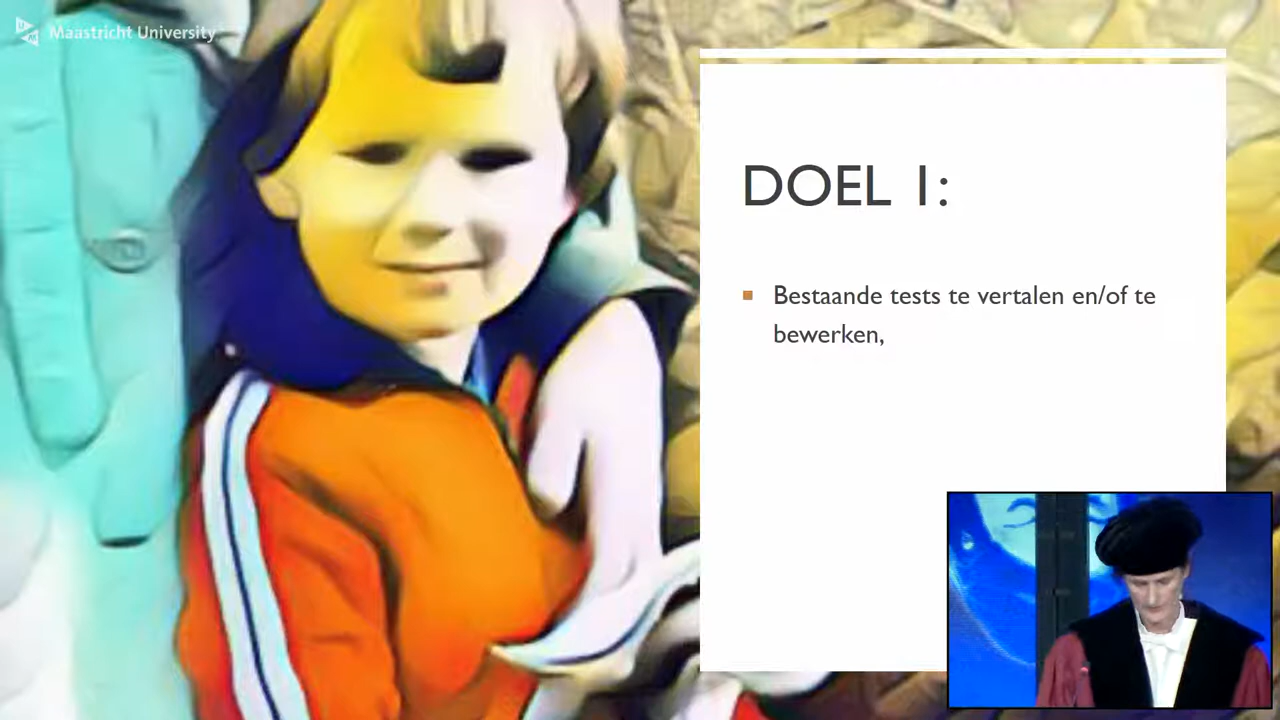 Maastricht University
DOEL 1:
Bestaande tests te vertalen en/of te
bewerken,